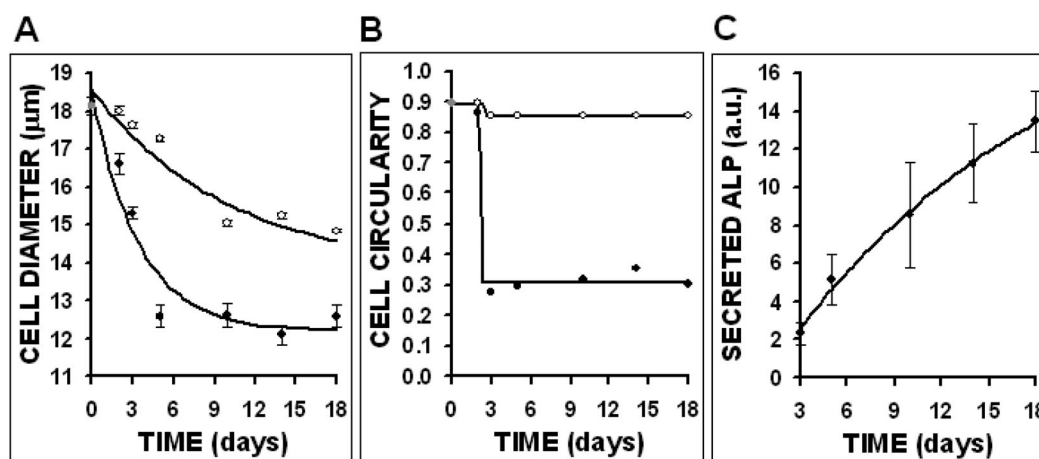 A
B
C
CELL DIAMETER (µm)
19
18
17
16
15
14
13
12
11
0 3 6 9 12 15 18
TIME (days)
CELL CIRCULARITY
1.0
0.9
0.8
0.7
0.6
0.5
0.4
0.3
0.2
0.1
0.0
0 3 6 9 12 15 18
TIME (days)
SECRETED ALP (a.u.)
16
14
12
10
8
6
4
2
0
3 6 9 12 15 18
TIME (days)